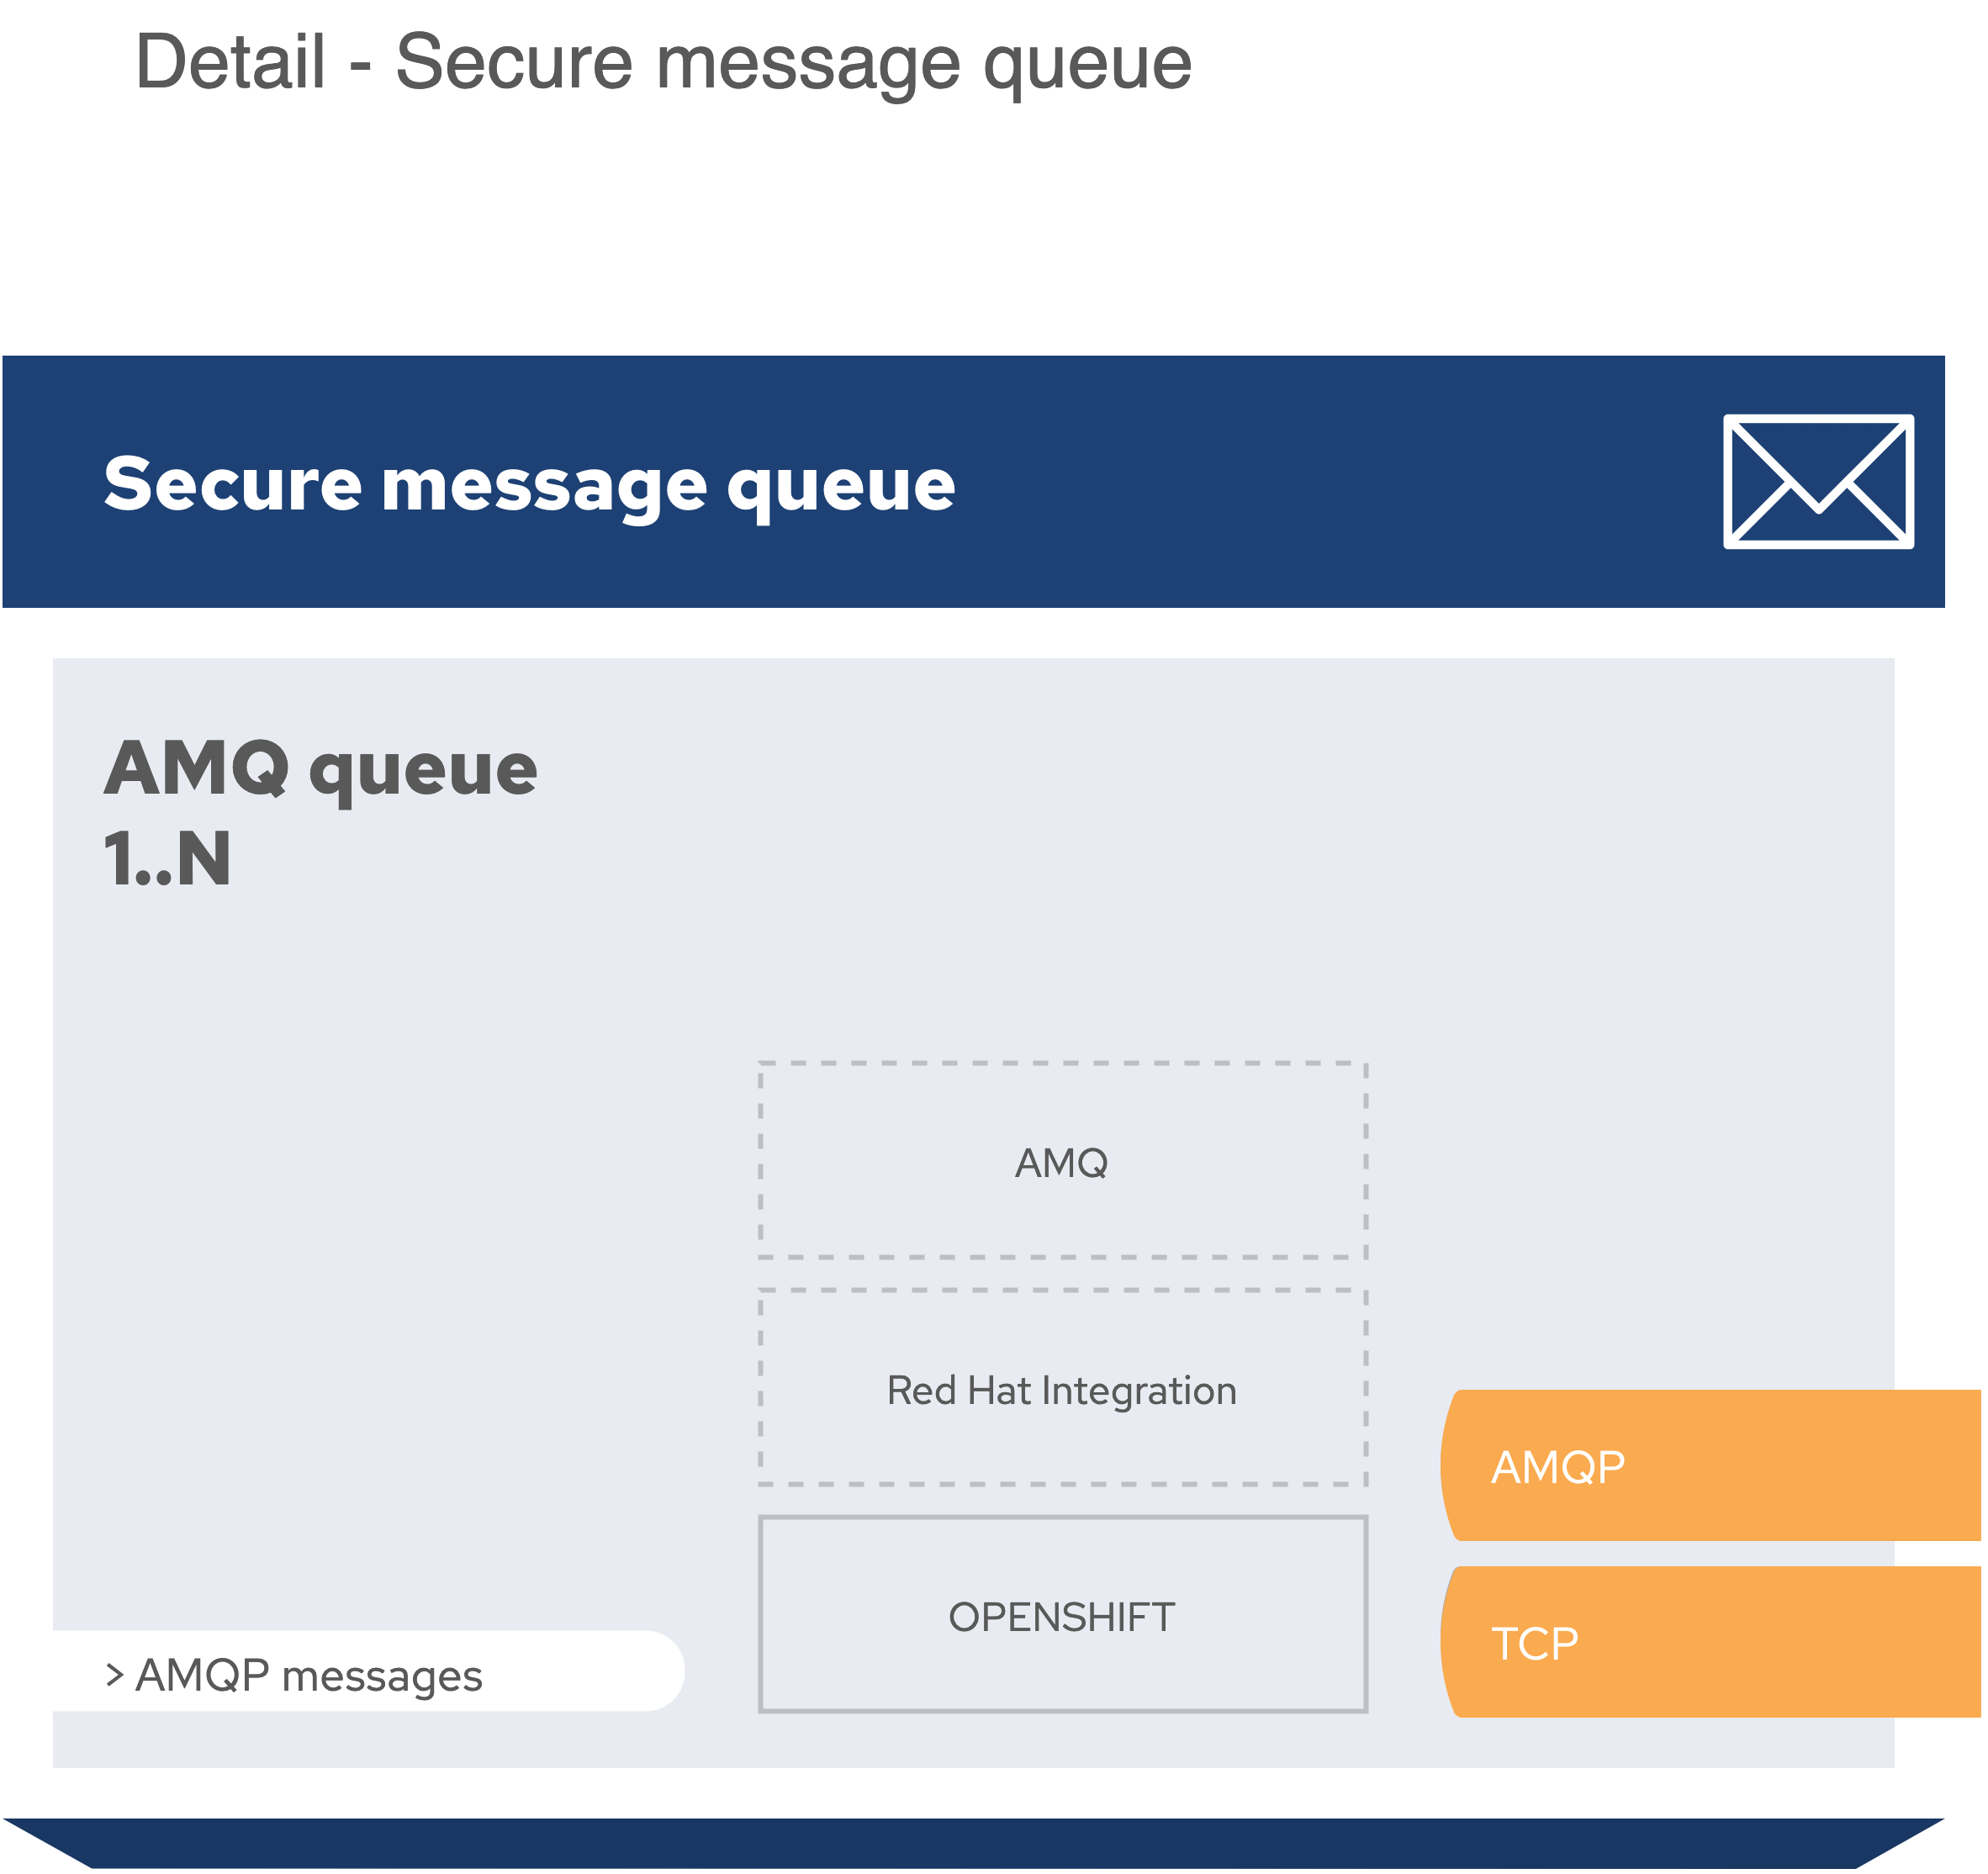 Detail - Secure message queue
Secure message queue
AMQ queue
1..N
AMQ
Red Hat Integration
AMQP
OPENSHIFT
TCP
> AMQP messages